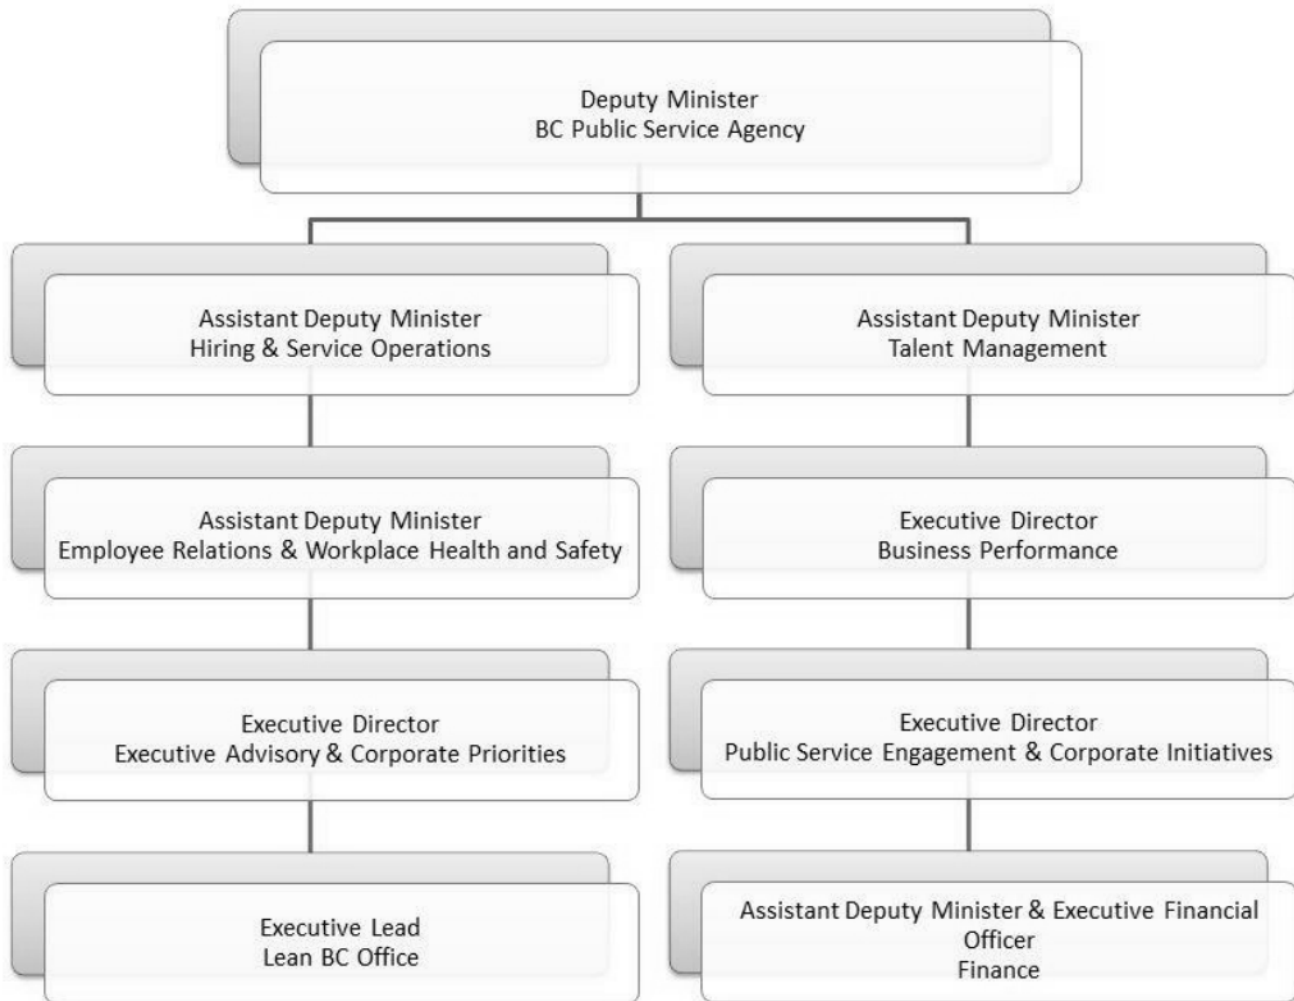 Deputy Minister
BC Public Service Agency
Assistant Deputy Minister
Hiring & Service Operations
Assistant Deputy Minister
Talent Management
Assistant Deputy Minister
Employee Relations & Workplace Health and Safety
Executive Director
Business Performance
Executive Director
Executive Advisory & Corporate Priorities
Executive Director
Public Service Engagement & Corporate Initiatives
Executive Lead
Lean BC Office
Assistant Deputy Minister & Executive Financial
Officer
Finance